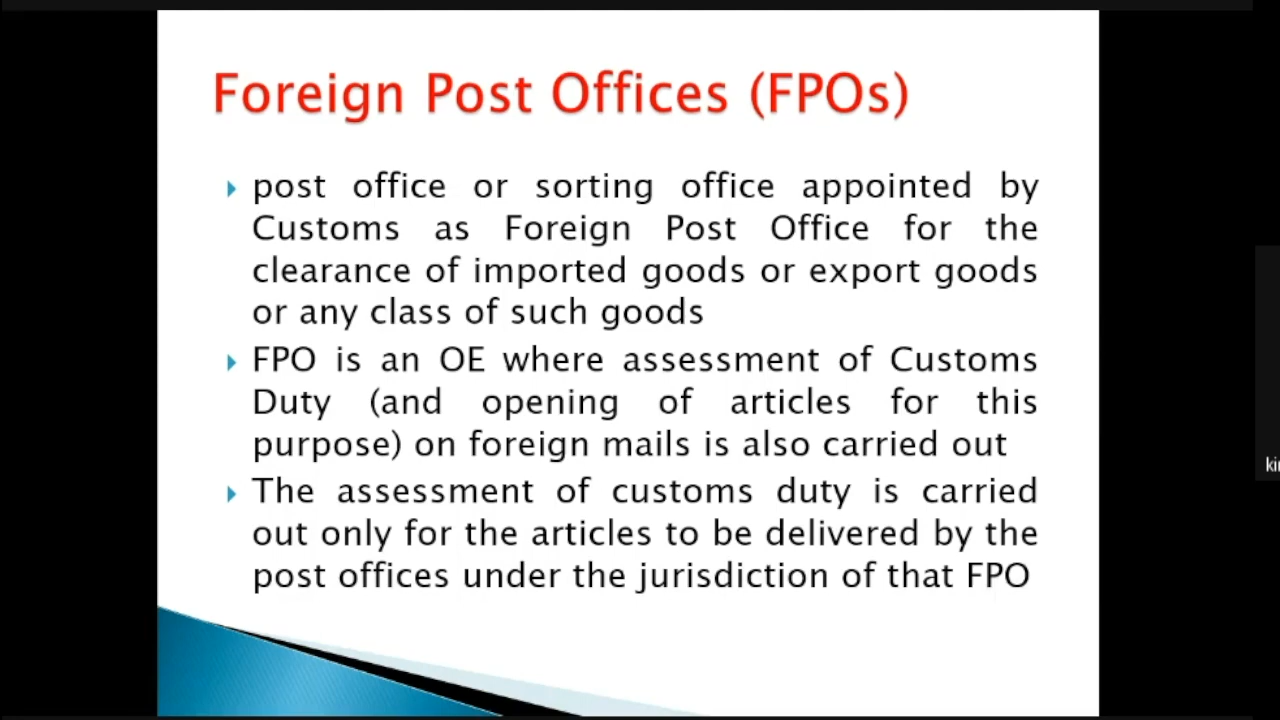 Foreign Post Offices (FPOs)
post office or sorting office appointed by
Customs as Foreign Post Office for the
clearance of imported goods or export goods
or any class of such goods
FPO is an OE where assessment of Customs
Duty (and opening of articles for this
purpose) on foreign mails is also carried out
The assessment of customs duty is carried
out only for the articles to be delivered by the
post offices under the jurisdiction of that FPO